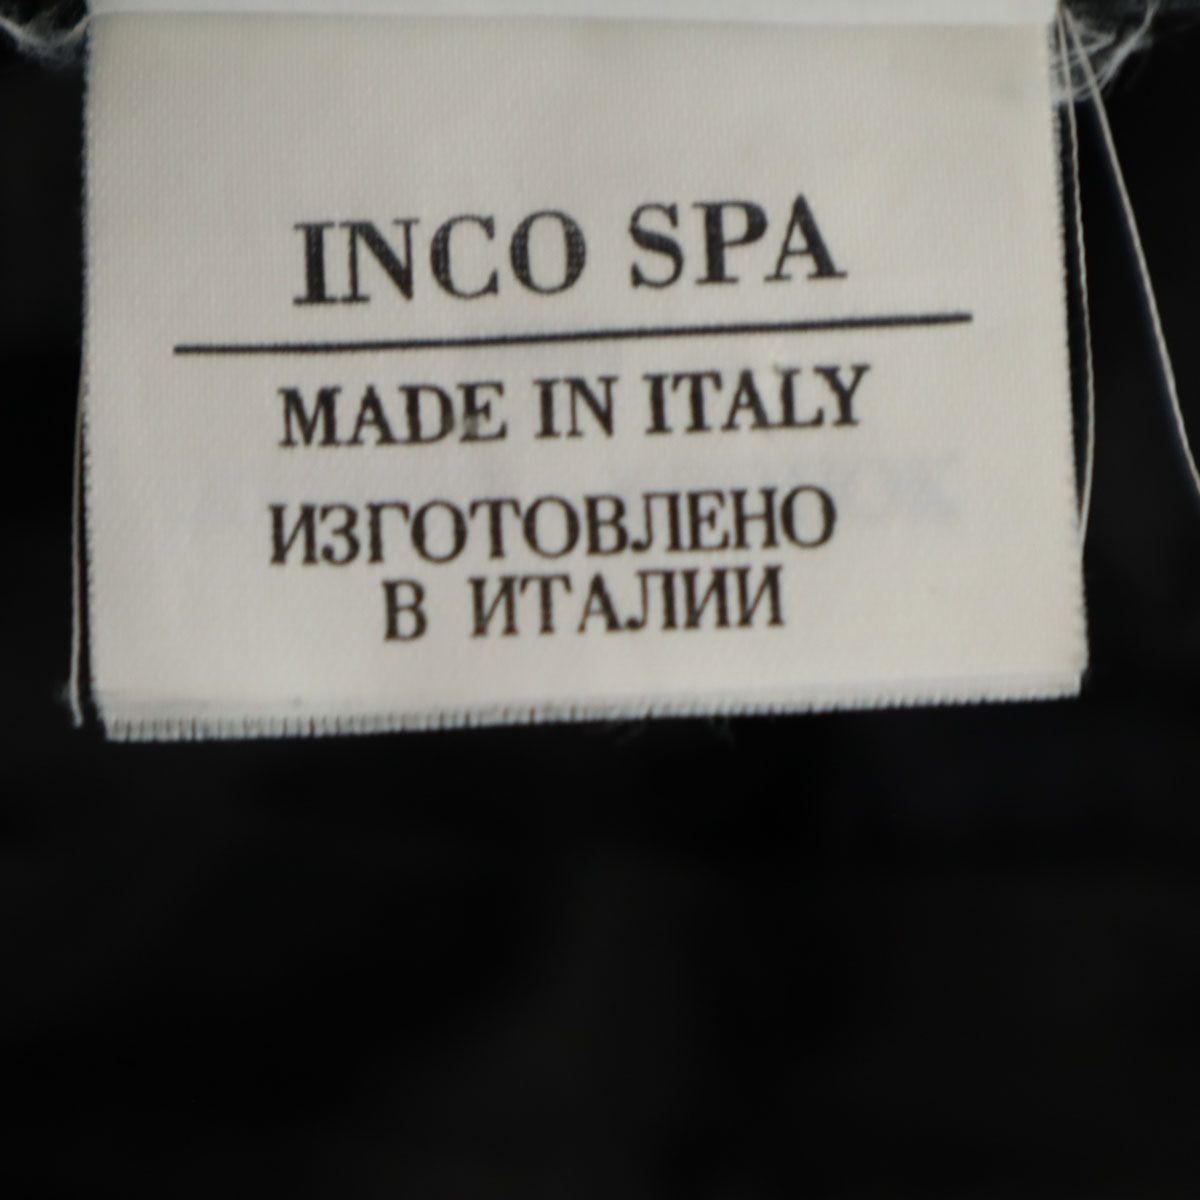 INCO SPA
MADE IN ITALY
ИЗГОТОВЛЕНО
В ИТАЛИИ